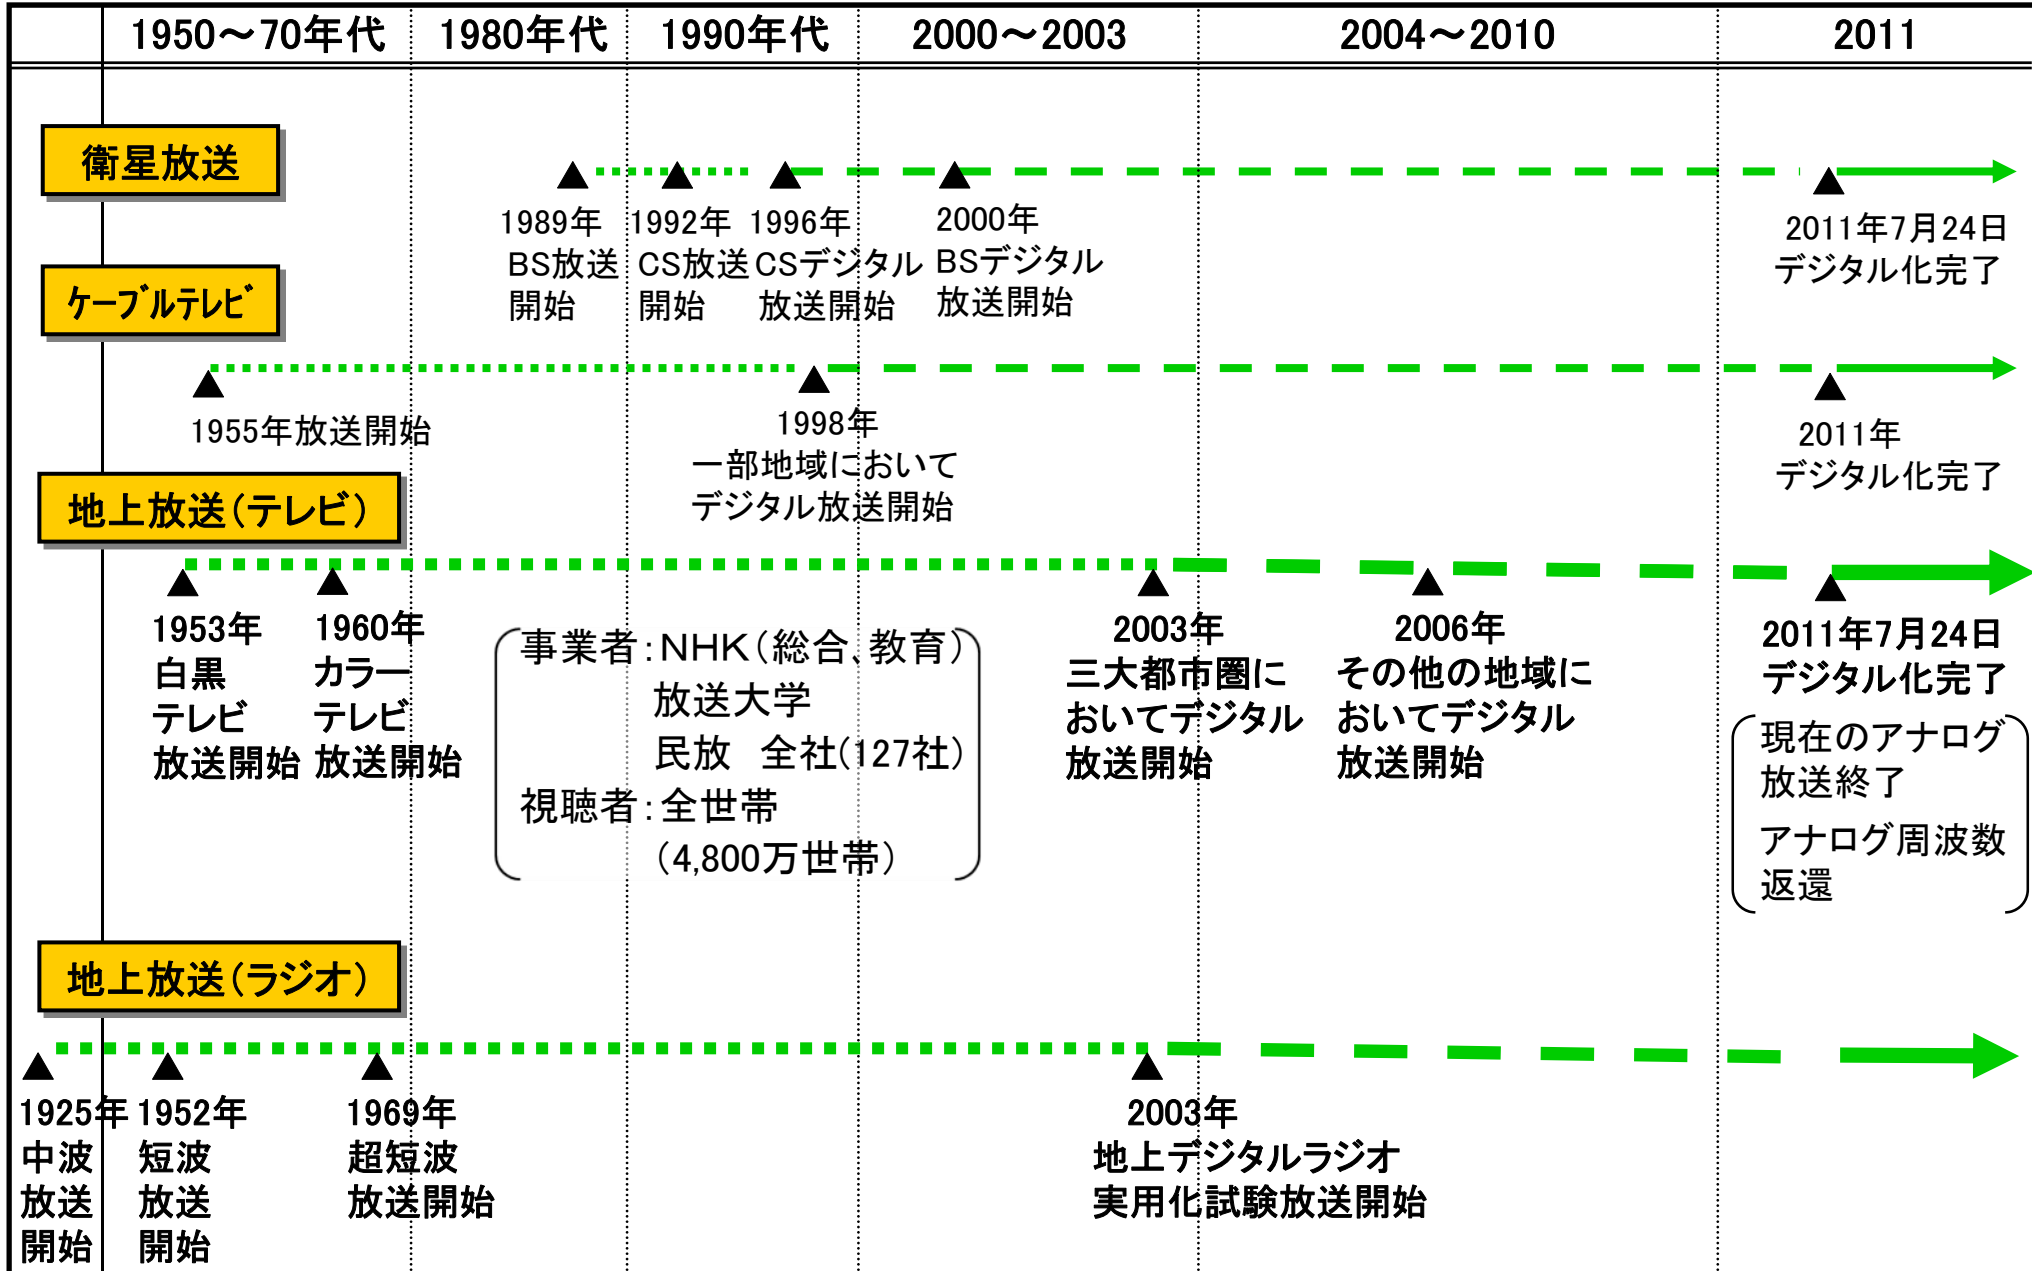 1950～70年代 1980年代 1990年代 2000～2003 2004～2010 2011
衛星放送
1989年
BS放送
開始
1992年
CS放送
開始
1996年
CSデジタル
放送開始
2000年
BSデジタル
放送開始
2011年7月24日
デジタル化完了
ケーブルテレビ
1955年放送開始
1998年
一部地域において
デジタル放送開始
2011年
デジタル化完了
地上放送（テレビ）
1953年
白黒
テレビ
放送開始
1960年
カラー
テレビ
放送開始
事業者：NHK（総合、教育）
放送大学
民放　全社(127社)
視聴者：全世帯
（4,800万世帯）
2003年
三大都市圏に
おいてデジタル
放送開始
2006年
その他の地域に
おいてデジタル
放送開始
2011年7月24日
デジタル化完了
現在のアナログ
放送終了
アナログ周波数
返還
地上放送（ラジオ）
1925年
中波
放送
開始
1952年
短波
放送
開始
1969年
超短波
放送開始
2003年
地上デジタルラジオ
実用化試験放送開始